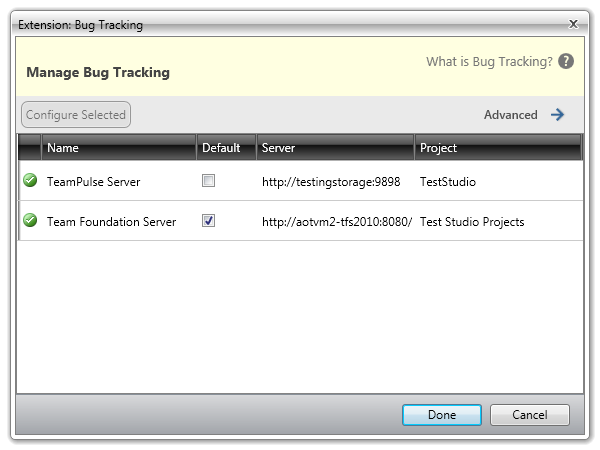 Extension: Bug Tracking
What is Bug Tracking? ?
Manage Bug Tracking
Configure Selected Advanced
Name Default Server Project
TeamPulse Server http://testingstorage:9898 TestStudio
Team Foundation Server http://aotvm2-tfs2010:8080/ Test Studio Projects
Done Cancel